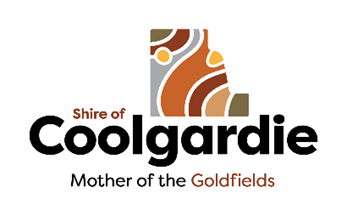 Shire of
Coolgardie
Mother of the Goldfields